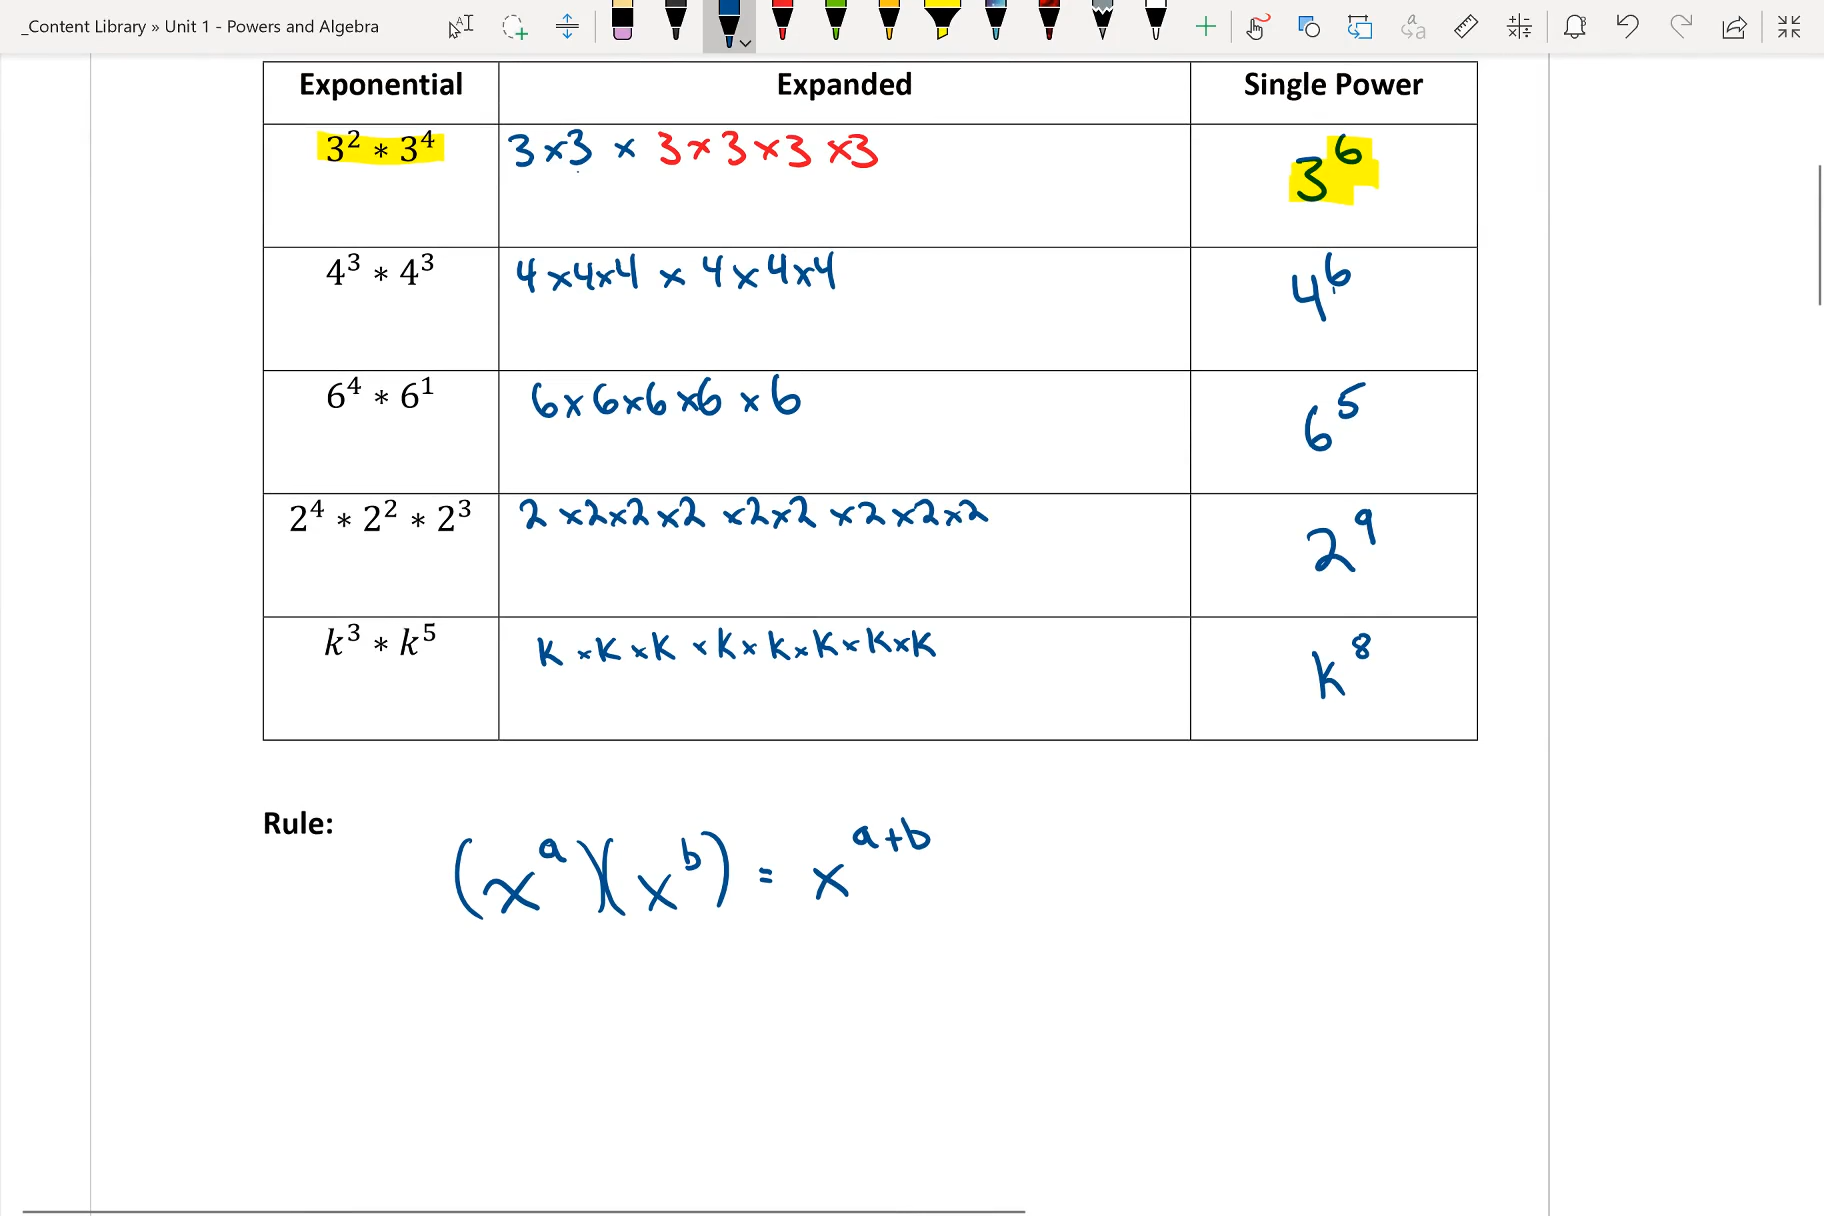 _Content Library » Unit 1 - Powers and Algebra
Exponential Expanded Single Power
3² * 3⁴ 3 x 3 x 3 x 3 x 3 x 3 3⁶
4³ * 4³ 4 x 4 x 4 x 4 x 4 x 4 4⁶
6⁴ * 6¹ 6 x 6 x 6 x 6 x 6 6⁵
2⁴ * 2² * 2³ 2 x 2 x 2 x 2 x 2 x 2 x 2 x 2 x 2 2⁹
k³ * k⁵ k x k x k x k x k x k x k x k k⁸
Rule:
(xᵃ)(xᵇ) = xᵃ⁺ᵇ